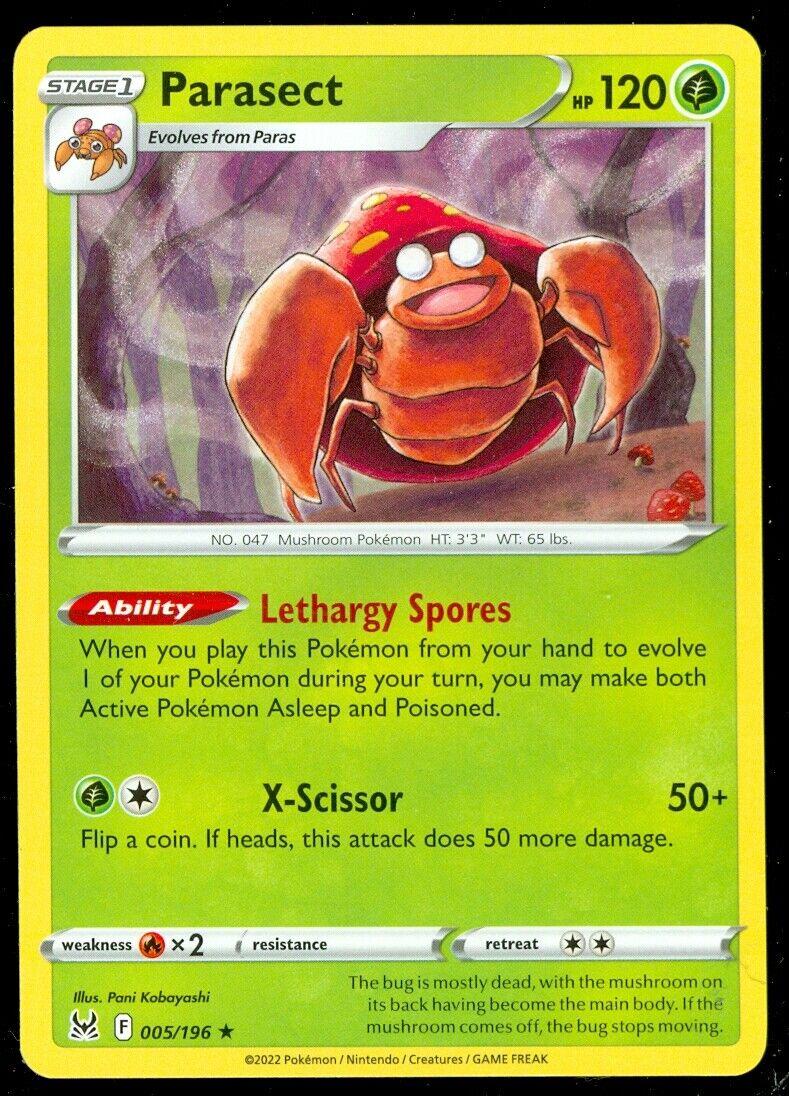 STAGE 1 Parasect HP 120
Evolves from Paras
NO. 047 Mushroom Pokémon HT: 3'3" WT: 65 lbs.
Ability Lethargy Spores
When you play this Pokémon from your hand to evolve
1 of your Pokémon during your turn, you may make both
Active Pokémon Asleep and Poisoned.
X-Scissor 50+
Flip a coin. If heads, this attack does 50 more damage.
weakness ×2 resistance retreat
The bug is mostly dead, with the mushroom on
its back having become the main body. If the
mushroom comes off, the bug stops moving.
Illus. Pani Kobayashi
F 005/196 ★
©2022 Pokémon / Nintendo / Creatures / GAME FREAK